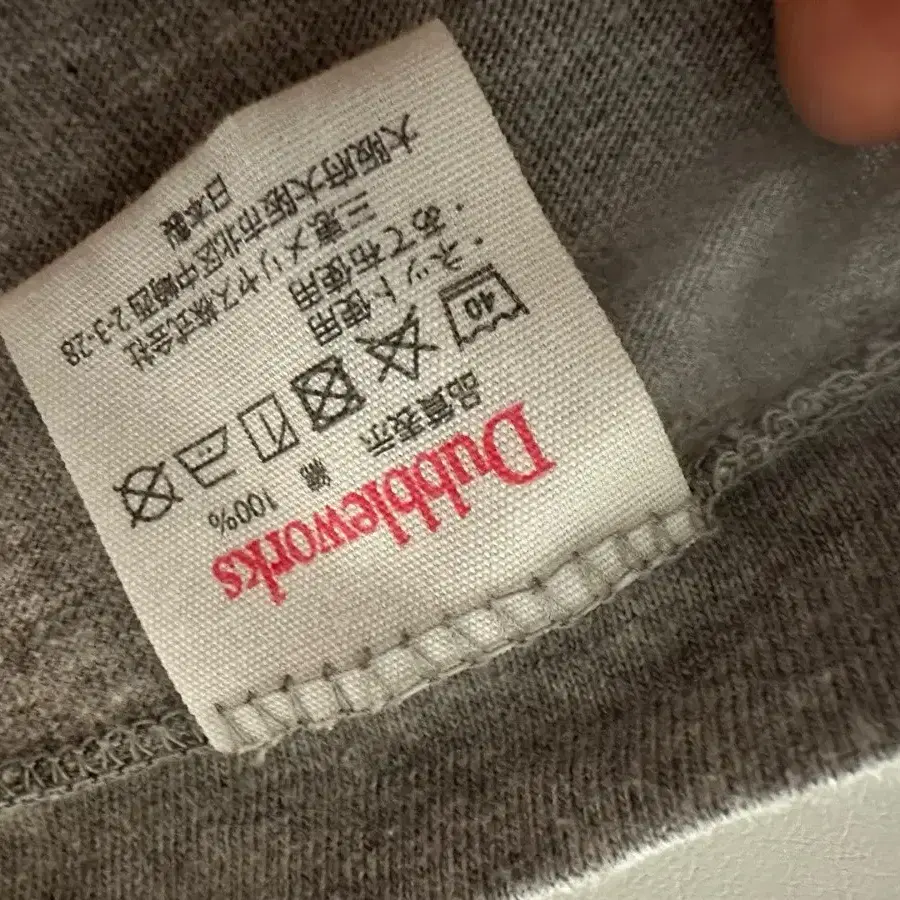 Dubbleworks
品質表示
綿 100%
40
・ネット使用
・あて布使用
三恵メリヤス株式会社
大阪府大阪市北区中崎西 2-3-28
日本製